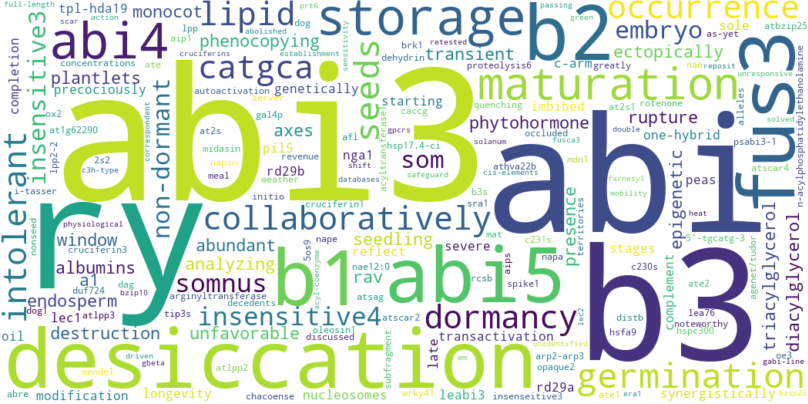 full-length scar action dog passing green
completion tpl-hda19 monocot lipid storage b2 occurrence
insensitive3 abi4 phenocopying embryo as-yet atbzip25
lpp abolished prt6 aipl sensitivity establishment
cruciferins brk1 retested dehydrin proteolysis6 greatly
plantlets concentrations ate catgca seeds transient ectopically c-arm nae reposit unresponsive
precociously autoactivation genetically starting maturation
ox2 correspondent server gal4p quenching imbibed rotenone alleles
at1g62290 non-dormant at2s axes caccg phytohormone at2s1 rupture
lpp2-2 2s2 midasin pil5 afl gpcrs occluded sole one-hybrid fus3
i-tasser c3h-type napin revenue nga1 hsp17.4-ci fusca3 double solved
intolerant abi3 meal shift som solanum mdn1 psabi3-1
rd29b weather databases safeguard athva22b cis-elements atscar4 peas
acyltransferase1 initio b3s farnesyl mobility
ry physiological collaboratively sra1 abi epigenetic heat
nonseed cruciferin1 mat presence territories 5'-tgcatg-3
window cruciferin3 abundant seedling severe c231s stages n-acylphosphatidylethanolamine
albumins duf724 analyzing reflect nape 5os9 napa complement agenet/tudor
dog1 a1 dag decedents b1 rav abi5 aips rcsb c230s ate2 triacylglycerol diacylglycerol
endosperm bzip10 somnus acyl-coenzyme nae12:0 spike1 b3
lec1 atlpp3 arginyltransferase atsag dormancy lec2 distb lea76 noteworthy
oil tip3s insensitive4 atscar2 hsfa9 hspc300
destruction unfavorable oleosin1 discussed transactivation unidentified oe3
desiccation driven gbeta atlpp2 subfragment late em arp2-arp3 opaque2 germination gabi-line
mendel
abre modification longevity chacoense nucleosomes wrky41 leabi3 insensitive3 rd29a ate1 era1 synergistically bzip25